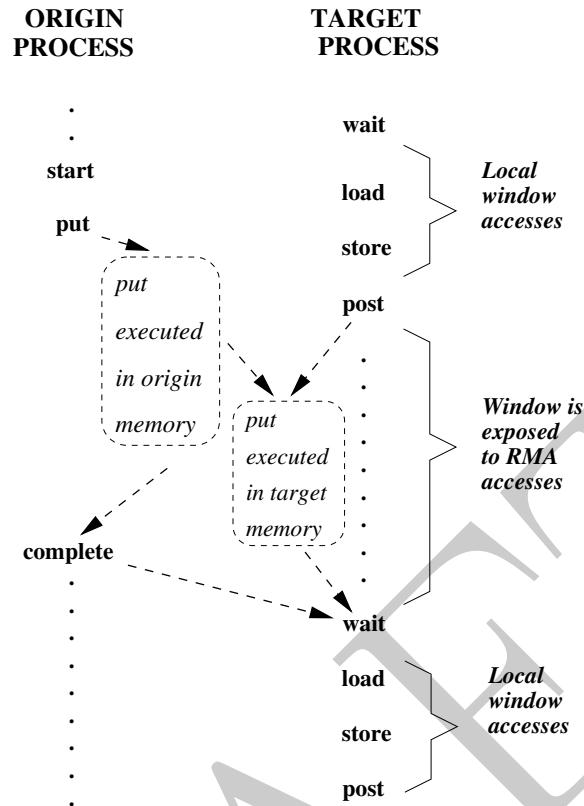 ORIGIN
PROCESS
TARGET
PROCESS
wait
start
load
put
store
Local
window
accesses
post
put
executed
in origin
memory
put
executed
in target
memory
Window is
exposed
to RMA
accesses
complete
wait
load
store
post
Local
window
accesses